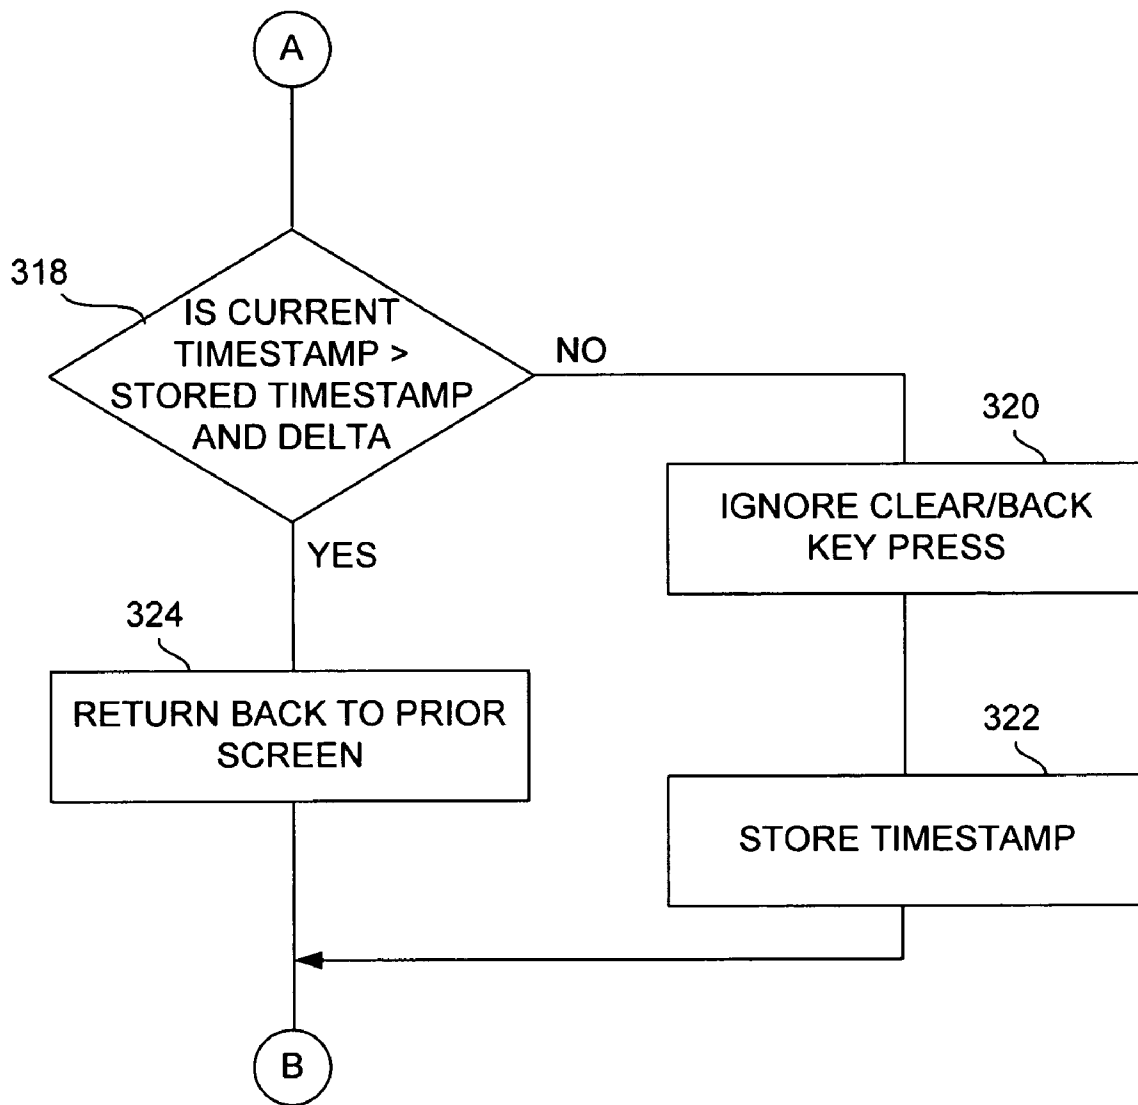 A
318
IS CURRENT
TIMESTAMP >
STORED TIMESTAMP
AND DELTA
NO
320
IGNORE CLEAR/BACK
KEY PRESS
YES
324
RETURN BACK TO PRIOR
SCREEN
322
STORE TIMESTAMP
B